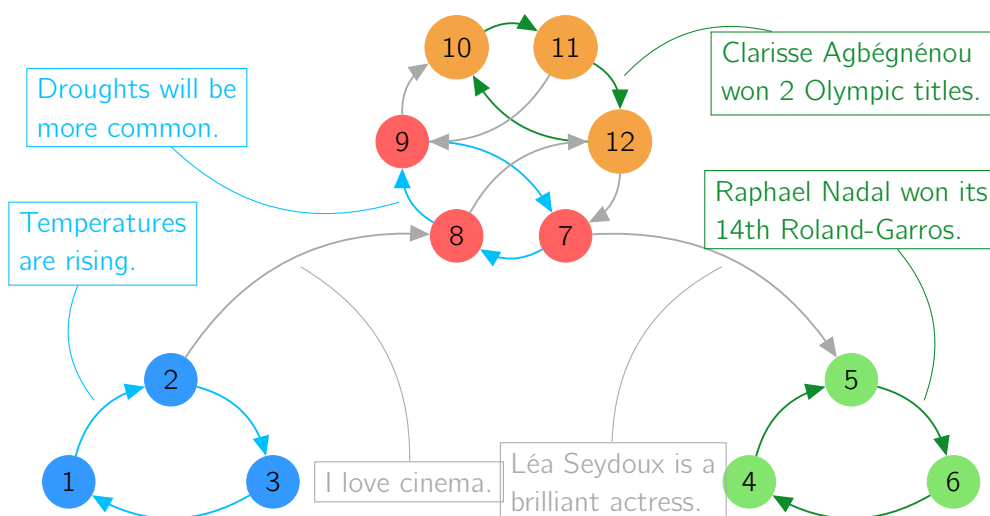 10
11
Clarisse Agbégnénou
won 2 Olympic titles.
Droughts will be
more common.
9
12
Raphael Nadal won its
14th Roland-Garros.
Temperatures
are rising.
8
7
2
5
1
3
I love cinema.
Léa Seydoux is a
brilliant actress.
4
6